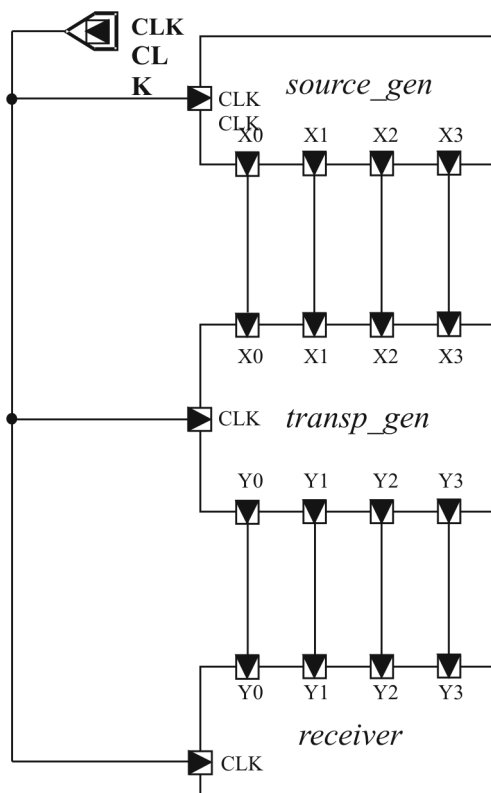 CLK
CL
K
source_gen
CLK
CLK
X0 X1 X2 X3
X0 X1 X2 X3
CLK transp_gen
Y0 Y1 Y2 Y3
Y0 Y1 Y2 Y3
receiver
CLK